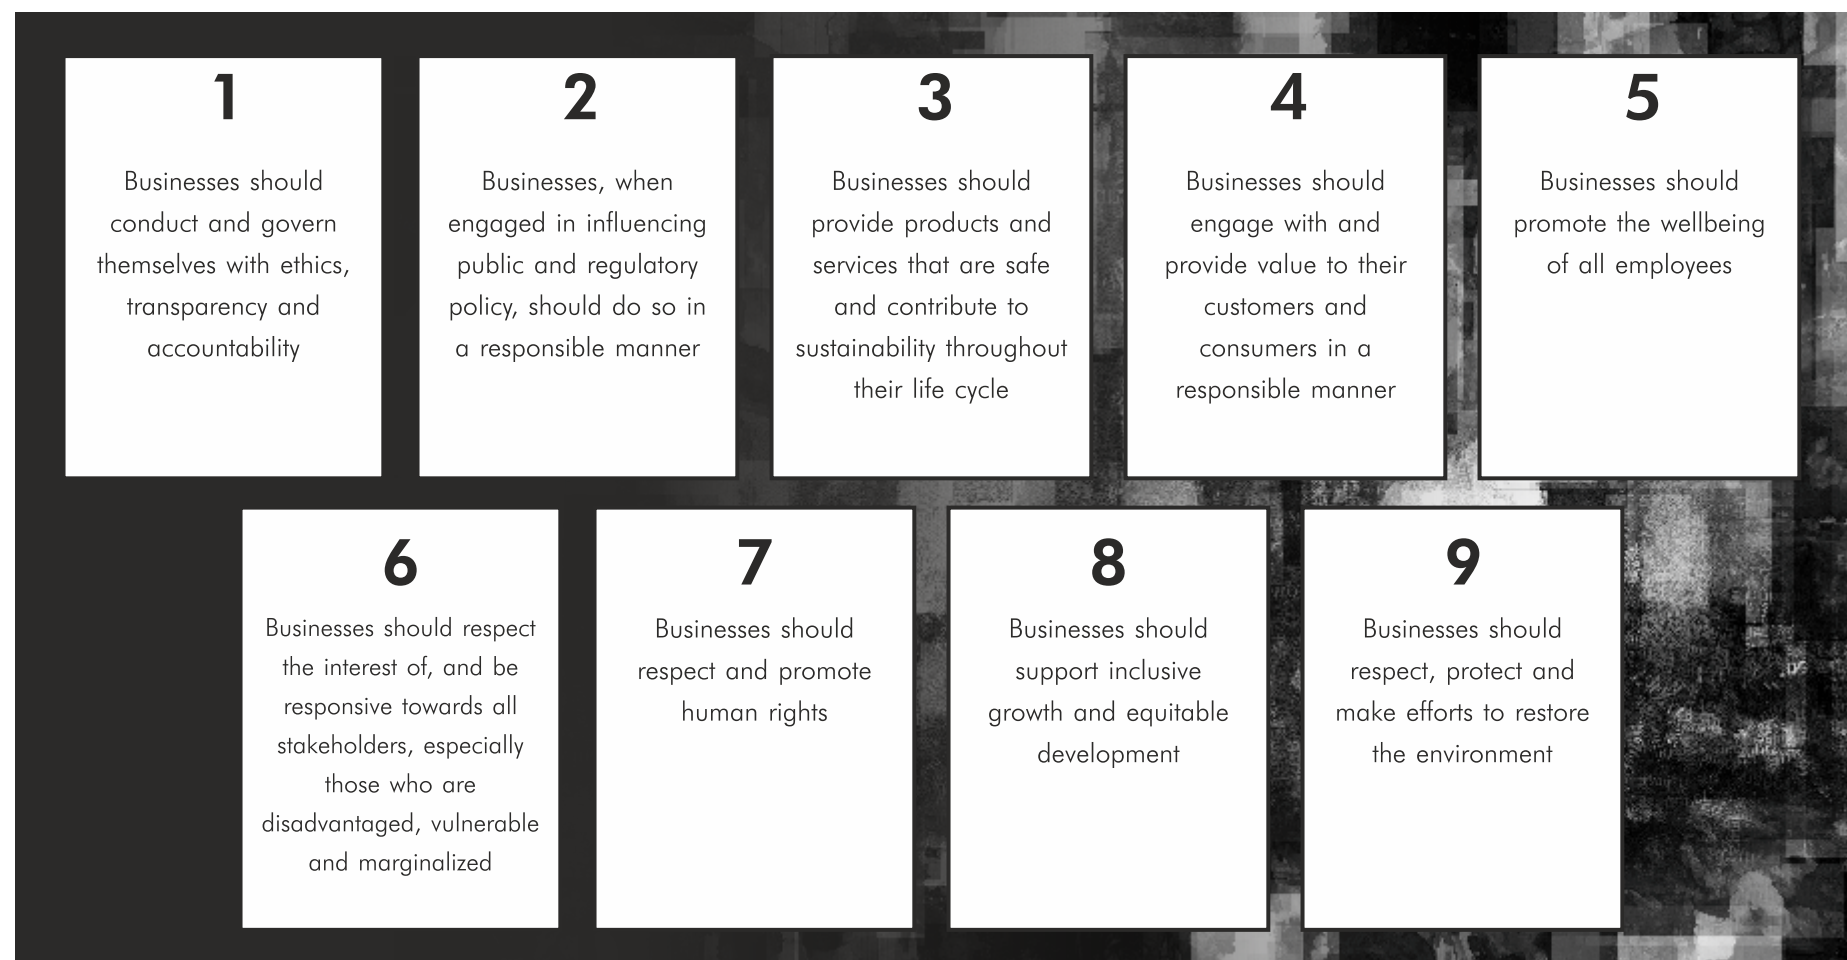 1
Businesses should
conduct and govern
themselves with ethics,
transparency and
accountability
2
Businesses, when
engaged in influencing
public and regulatory
policy, should do so in
a responsible manner
3
Businesses should
provide products and
services that are safe
and contribute to
sustainability throughout
their life cycle
4
Businesses should
engage with and
provide value to their
customers and
consumers in a
responsible manner
5
Businesses should
promote the wellbeing
of all employees
6
Businesses should respect
the interest of, and be
responsive towards all
stakeholders, especially
those who are
disadvantaged, vulnerable
and marginalized
7
Businesses should
respect and promote
human rights
8
Businesses should
support inclusive
growth and equitable
development
9
Businesses should
respect, protect and
make efforts to restore
the environment